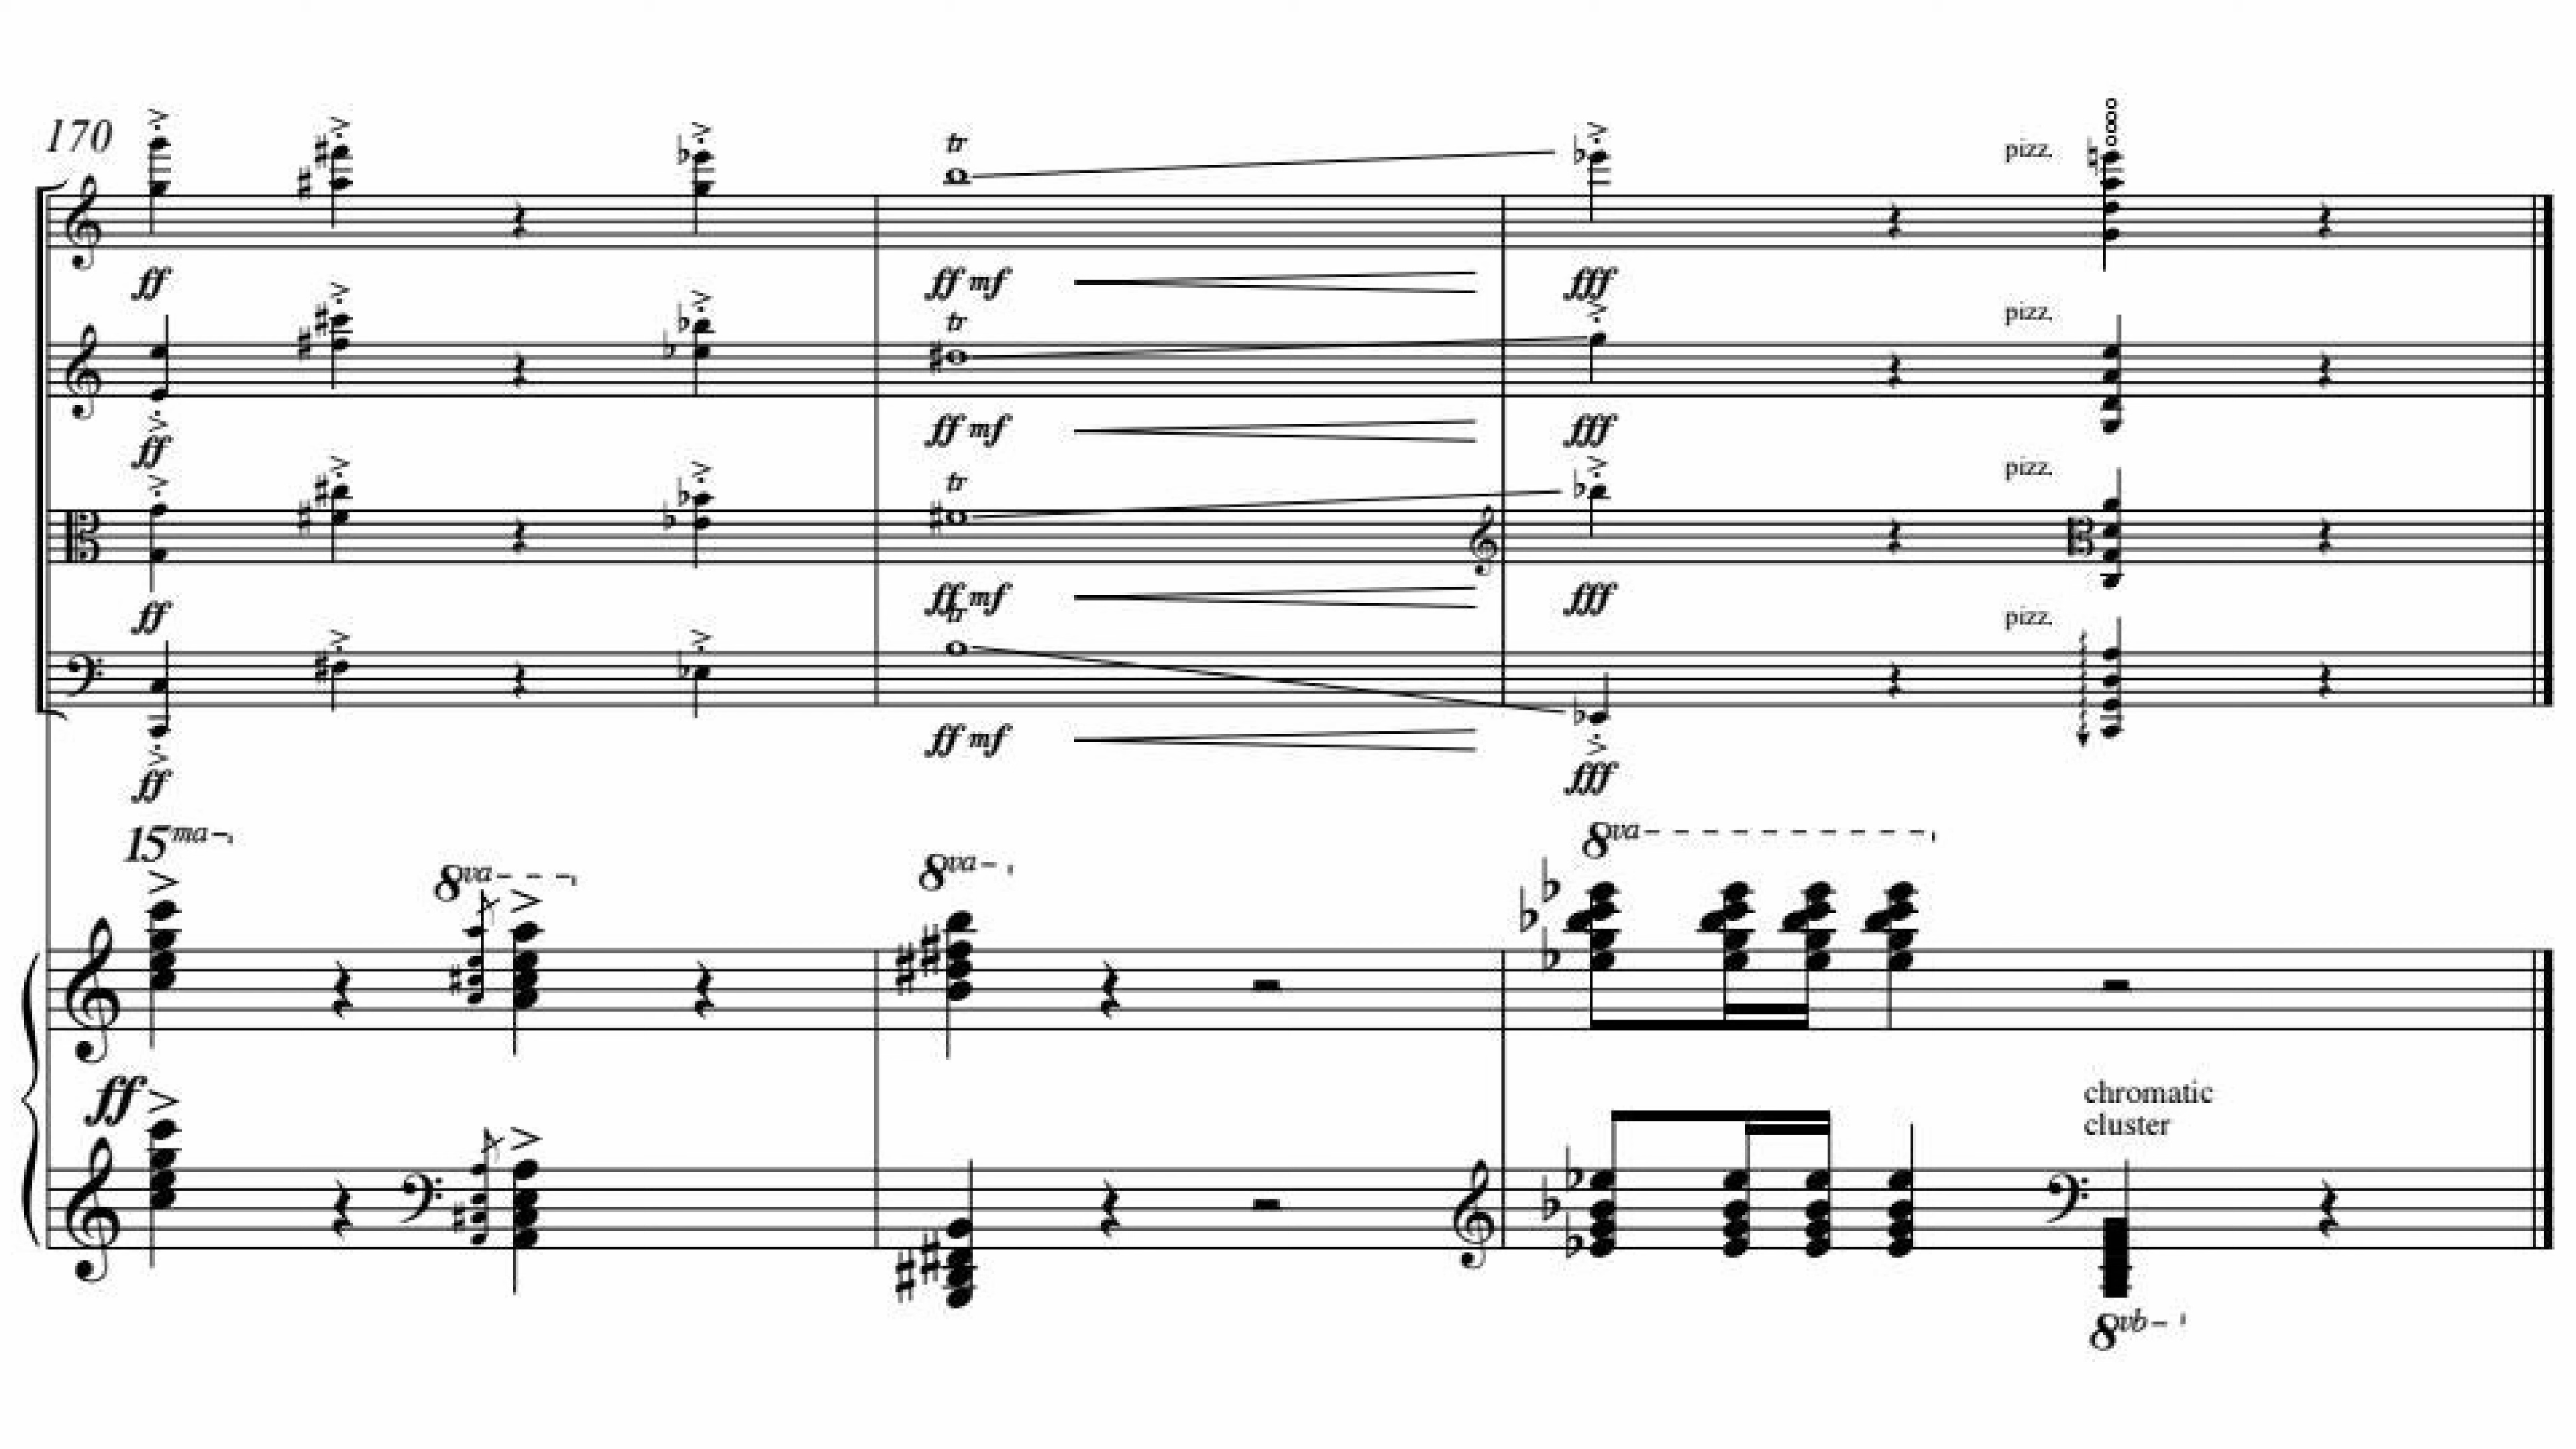 170
tr
pizz.
ff
ff mf
fff
tr
pizz.
ff
ff mf
fff
tr
pizz.
ff
ff mf
fff
tr
pizz.
ff
ff mf
fff
15ma
8va
8va
8va
ff
chromatic
cluster
8vb